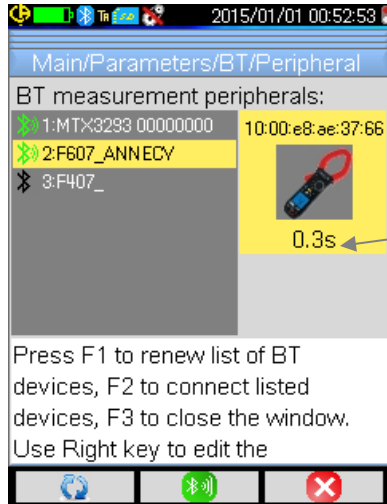 2015/01/01 00:52:53
Main/Parameters/BT/Peripheral
BT measurement peripherals:
1:MTX3293 00000000
2:F607_ANNECY
3:F407_
10:00:e8:ae:37:66
0.3s
Press F1 to renew list of BT
devices, F2 to connect listed
devices, F3 to close the window.
Use Right key to edit the